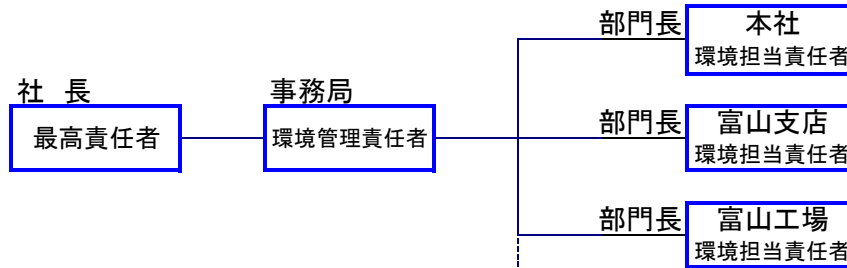 社 長
最高責任者
事務局
環境管理責任者
部門長
本社
環境担当責任者
部門長
富山支店
環境担当責任者
部門長
富山工場
環境担当責任者